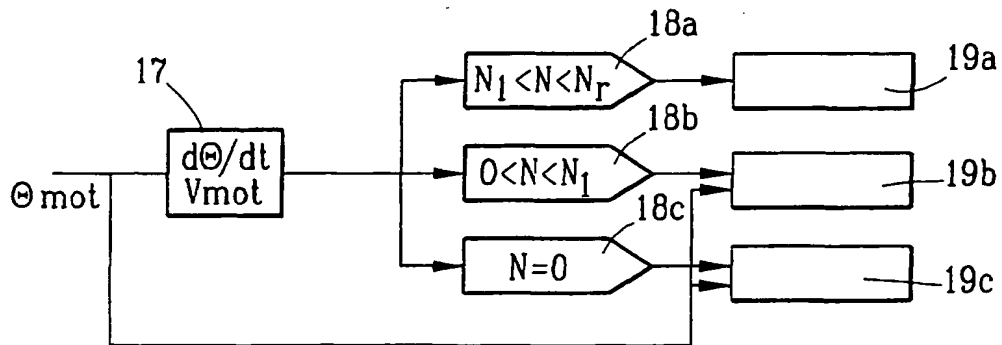 18a
19a
17
N1<N<Nr
18b
dΘ/dt
Vmot
0<N<N1
19b
Θmot
18c
N=0
19c